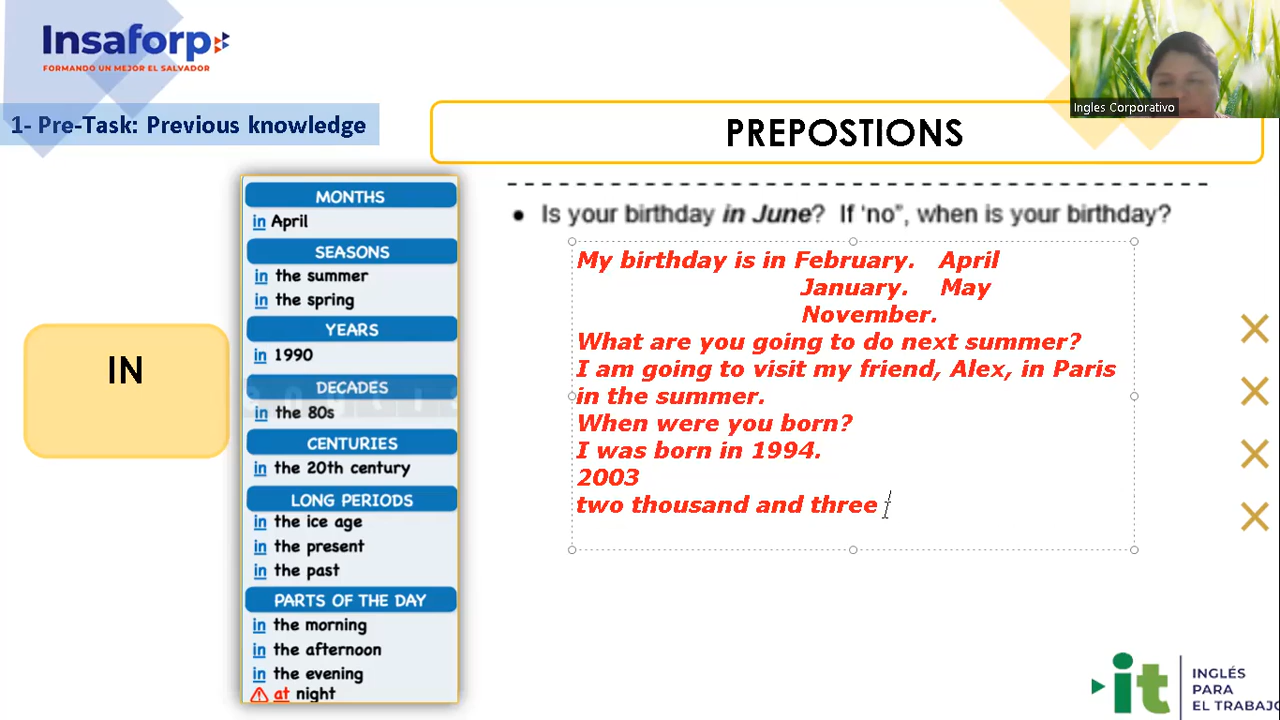 Insaforp
FORMANDO UN MEJOR EL SALVADOR
Ingles Corporativo
1- Pre-Task: Previous knowledge
PREPOSTIONS
IN
MONTHS
in April
SEASONS
in the summer
in the spring
YEARS
in 1990
DECADES
in the 80s
CENTURIES
in the 20th century
LONG PERIODS
in the ice age
in the present
in the past
PARTS OF THE DAY
in the morning
in the afternoon
in the evening
at night
• Is your birthday in June? If ‘no”, when is your birthday?
My birthday is in February. April
January. May
November.
What are you going to do next summer?
I am going to visit my friend, Alex, in Paris
in the summer.
When were you born?
I was born in 1994.
2003
two thousand and three
it
INGLÉS
PARA
EL TRABAJO